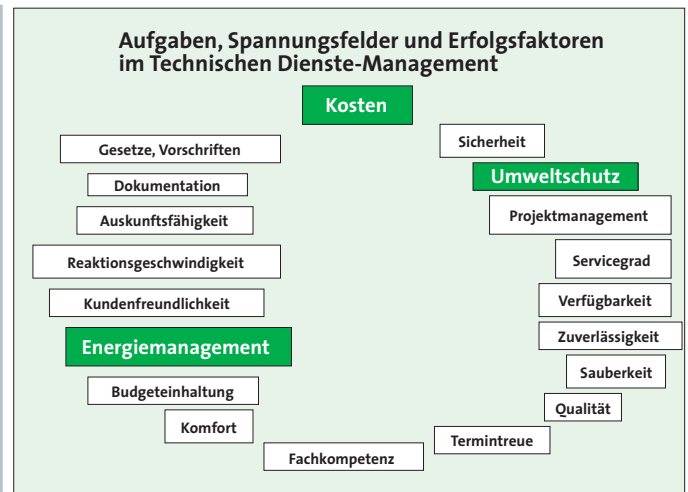 Aufgaben, Spannungsfelder und Erfolgsfaktoren
im Technischen Dienste-Management
Kosten
Gesetze, Vorschriften
Dokumentation
Auskunftsfähigkeit
Reaktionsgeschwindigkeit
Kundenfreundlichkeit
Energiemanagement
Budgeteinhaltung
Komfort
Fachkompetenz
Sicherheit
Umweltschutz
Projektmanagement
Servicegrad
Verfügbarkeit
Zuverlässigkeit
Sauberkeit
Qualität
Termintreue